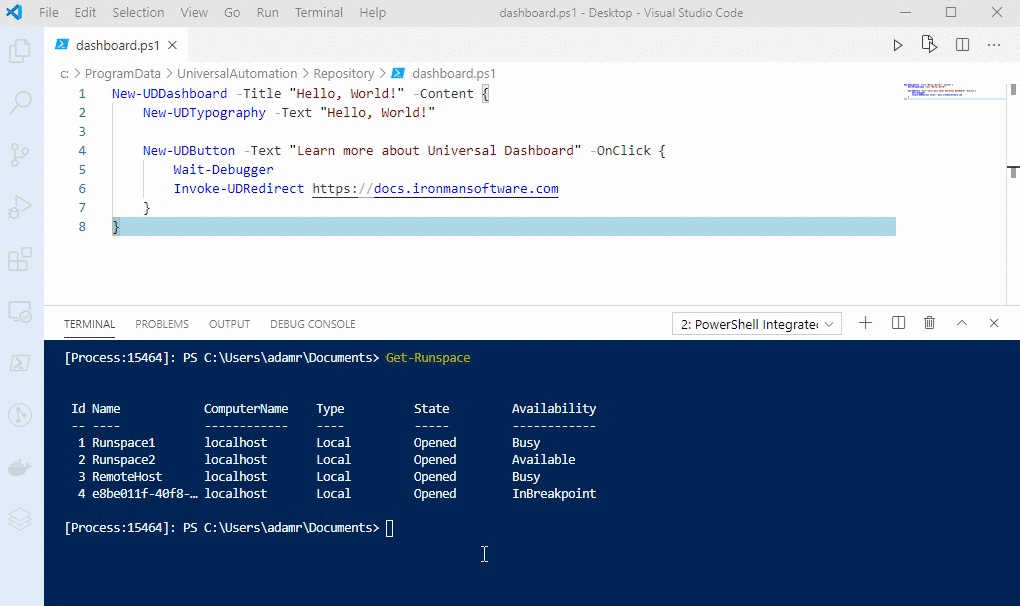 File Edit Selection View Go Run Terminal Help dashboard.ps1 - Desktop - Visual Studio Code
dashboard.ps1
c: > ProgramData > UniversalAutomation > Repository > dashboard.ps1
1 New-UDDashboard -Title "Hello, World!" -Content {
2 New-UDTypography -Text "Hello, World!"
3
4 New-UDButton -Text "Learn more about Universal Dashboard" -OnClick {
5 Wait-Debugger
6 Invoke-UDRedirect https://docs.ironmansoftware.com
7 }
8 }
TERMINAL PROBLEMS OUTPUT DEBUG CONSOLE 2: PowerShell Integrate
[Process:15464]: PS C:\Users\adamr\Documents> Get-Runspace
Id Name ComputerName Type State Availability
-- ---- ------------ ---- ----- ------------
1 Runspace1 localhost Local Opened Busy
2 Runspace2 localhost Local Opened Available
3 RemoteHost localhost Local Opened Busy
4 e8be011f-40f8-… localhost Local Opened InBreakpoint
[Process:15464]: PS C:\Users\adamr\Documents>